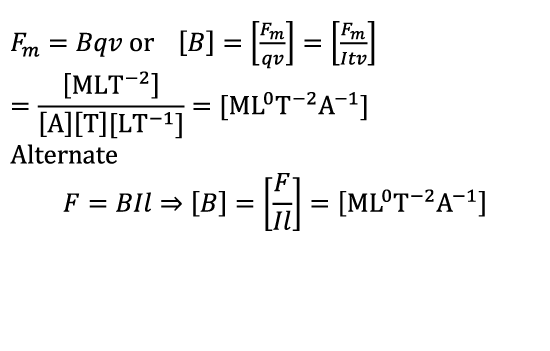 F_m = Bqv or [B] = [F_m/qv] = [F_m/Itv]
= [MLT⁻²]/[A][T][LT⁻¹] = [ML⁰T⁻²A⁻¹]
Alternate
F = BIl ⇒ [B] = [F/Il] = [ML⁰T⁻²A⁻¹]